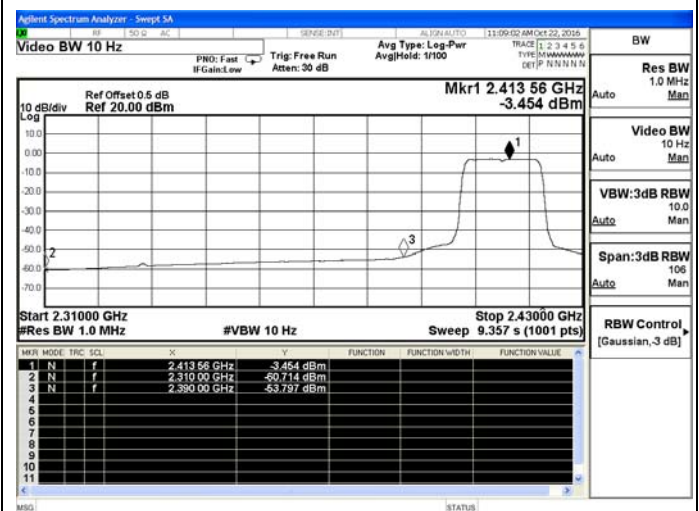 Agilent Spectrum Analyzer - Swept SA
RF 50 Ω AC SENSE:INT ALIGN AUTO 11:09:02 AM Oct 22, 2016
Video BW 10 Hz
PNO: Fast
IFGain:Low
Trig: Free Run
Atten: 30 dB
Avg Type: Log-Pwr
Avg|Hold: 1/100
TRACE 1 2 3 4 5 6
TYPE MWWWWW
DET P N N N N N
Ref Offset 0.5 dB
10 dB/div Ref 20.00 dBm
Log
Mkr1 2.413 56 GHz
-3.454 dBm
10.0
0.00
-10.0
-20.0
-30.0
-40.0
-50.0
-60.0
-70.0
1
2
3
Start 2.31000 GHz Stop 2.43000 GHz
#Res BW 1.0 MHz #VBW 10 Hz Sweep 9.357 s (1001 pts)
MKR MODE TRC SCL X Y FUNCTION FUNCTION WIDTH FUNCTION VALUE
1 N f 2.413 56 GHz -3.454 dBm
2 N f 2.310 00 GHz -60.714 dBm
3 N f 2.390 00 GHz -53.797 dBm
4
5
6
7
8
9
10
11
MSG STATUS
BW
Res BW
1.0 MHz
Auto Man
Video BW
10 Hz
Auto Man
VBW:3dB RBW
10.0
Auto Man
Span:3dB RBW
106
Auto Man
RBW Control
[Gaussian,-3 dB]